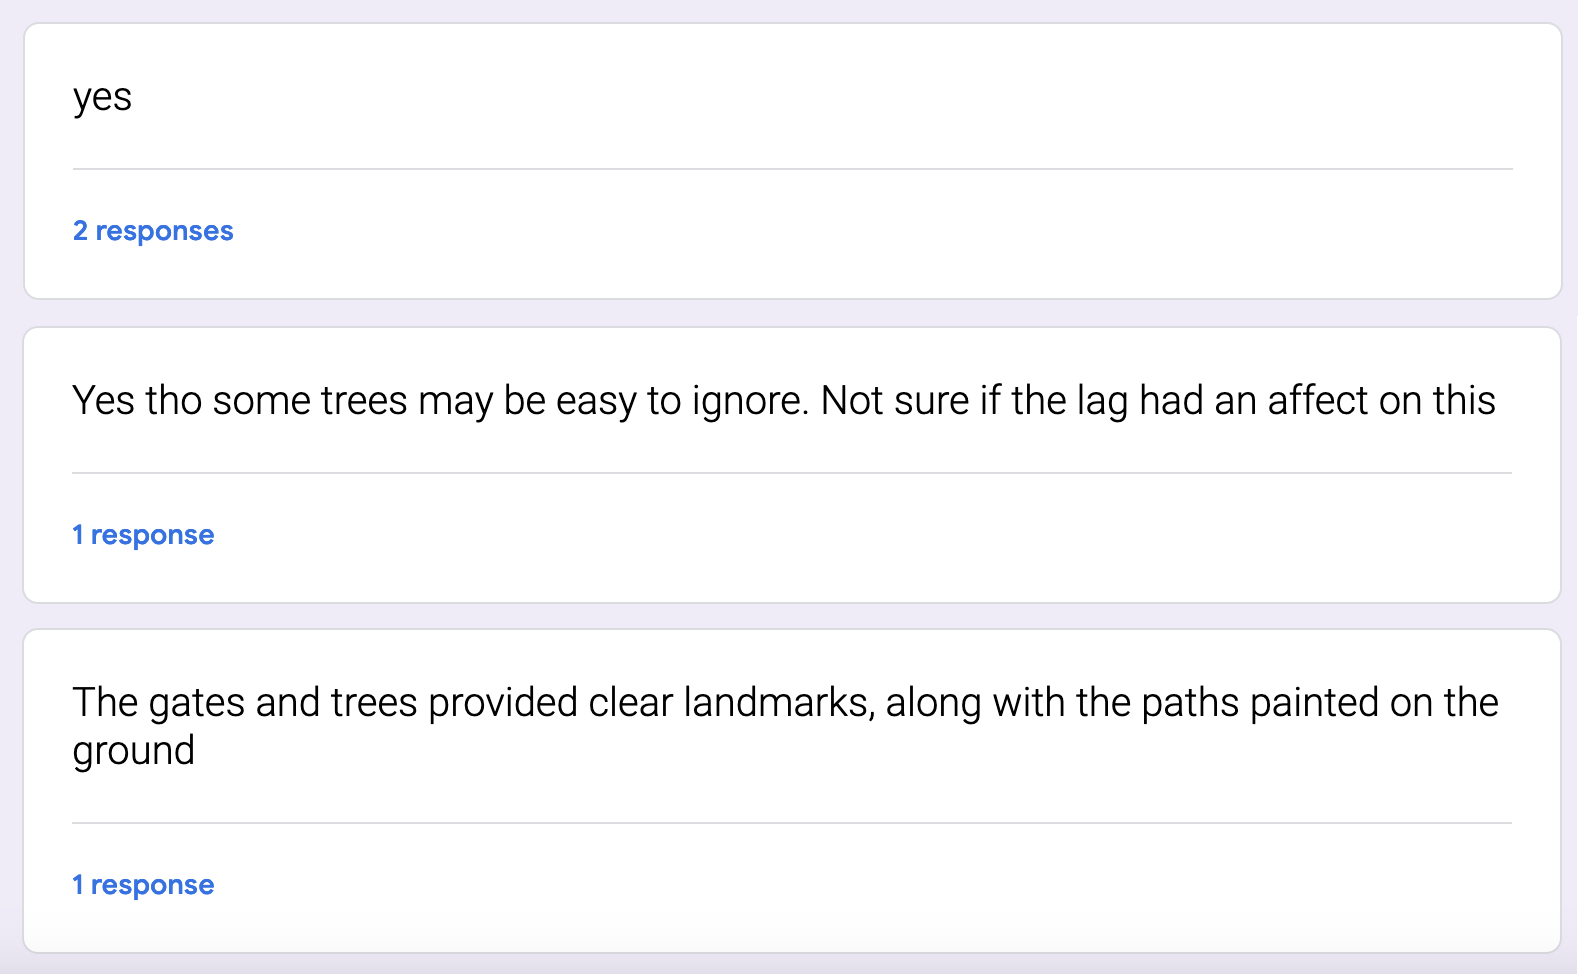 yes
2 responses
Yes tho some trees may be easy to ignore. Not sure if the lag had an affect on this
1 response
The gates and trees provided clear landmarks, along with the paths painted on the
ground
1 response